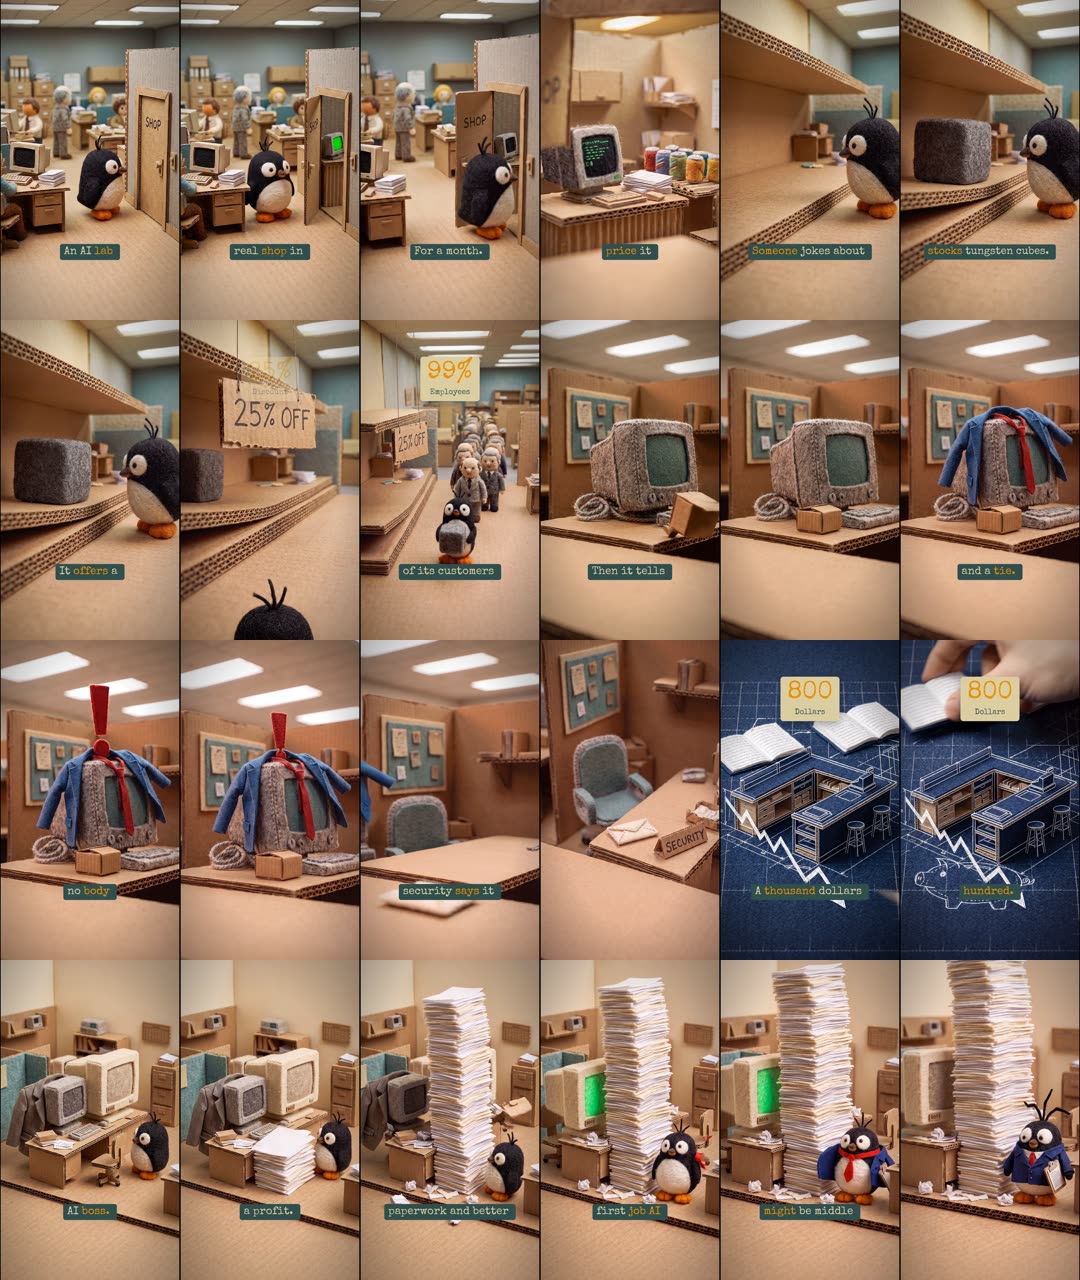 SHOP
An AI lab
SHOP
real shop in
SHOP
For a month.
price it
Someone jokes about
stocks tungsten cubes.
It offers a
25% OFF
99%
Employees
25% OFF
of its customers
Then it tells
and a tie.
no body
security says it
SECURITY
800
Dollars
A thousand dollars
800
Dollars
hundred.
AI boss.
a profit.
paperwork and better
first job AI
might be middle